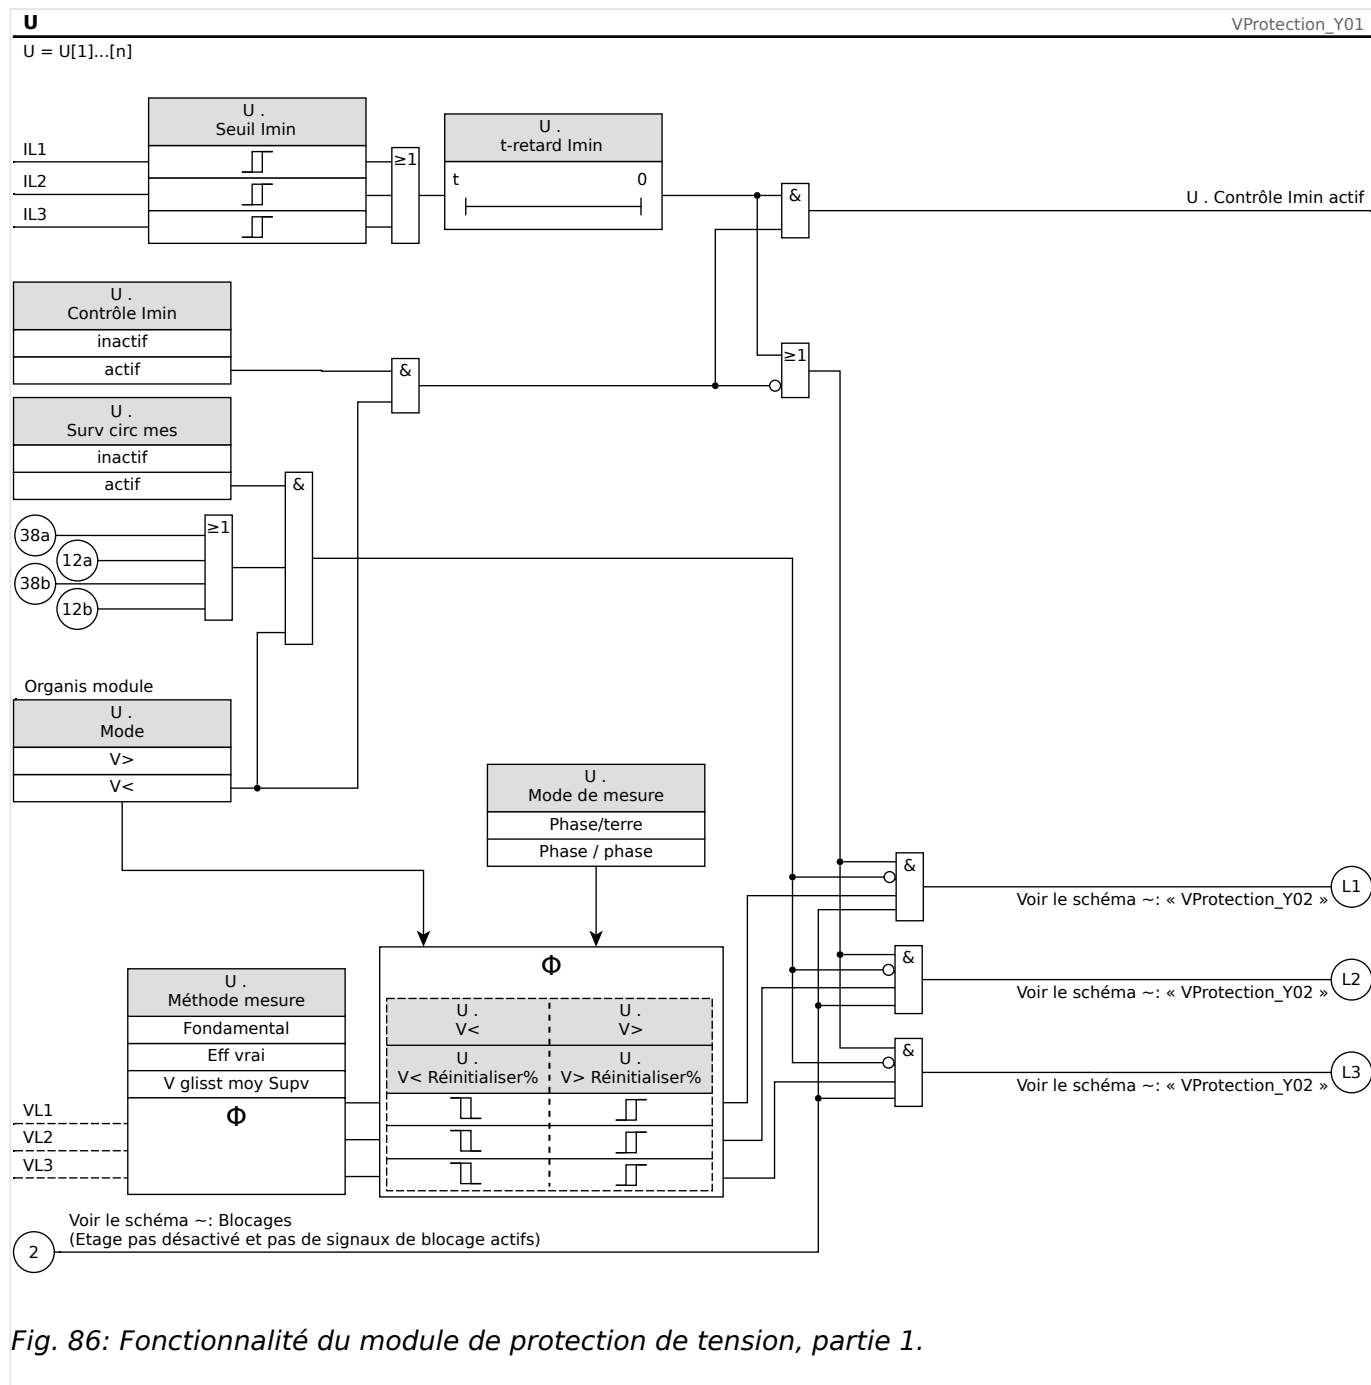 U
VProtection_Y01
U = U[1]...[n]
U .
Seuil Imin
IL1
IL2
IL3
≥1
U .
t-retard Imin
t
0
&
U . Contrôle Imin actif
U .
Contrôle Imin
inactif
actif
&
≥1
U .
Surv circ mes
inactif
actif
&
38a
12a
38b
12b
≥1
Organis module
U .
Mode
V>
V<
U .
Mode de mesure
Phase/terre
Phase / phase
&
L1
Voir le schéma ~: « VProtection_Y02 »
&
L2
Voir le schéma ~: « VProtection_Y02 »
&
L3
Voir le schéma ~: « VProtection_Y02 »
Φ
U .
V<
U .
V>
U .
V< Réinitialiser%
U .
V> Réinitialiser%
U .
Méthode mesure
Fondamental
Eff vrai
V glisst moy Supv
Φ
VL1
VL2
VL3
Voir le schéma ~: Blocages
(Etage pas désactivé et pas de signaux de blocage actifs)
2
Fig. 86: Fonctionnalité du module de protection de tension, partie 1.